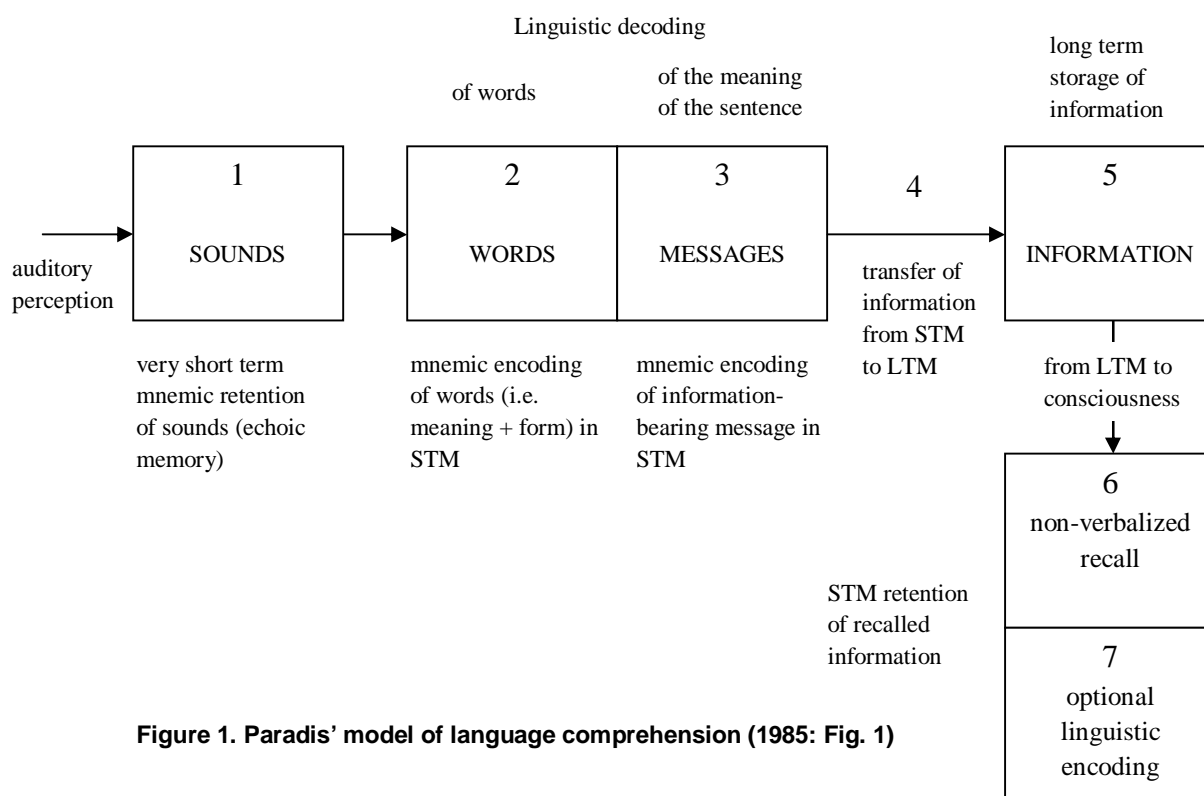 Linguistic decoding
of words
of the meaning
of the sentence
long term
storage of
information
1
SOUNDS
2
WORDS
3
MESSAGES
4
5
INFORMATION
auditory
perception
very short term
mnemic retention
of sounds (echoic
memory)
mnemic encoding
of words (i.e.
meaning + form) in
STM
mnemic encoding
of information-
bearing message in
STM
transfer of
information
from STM
to LTM
from LTM to
consciousness
6
non-verbalized
recall
STM retention
of recalled
information
7
optional
linguistic
encoding
Figure 1. Paradis’ model of language comprehension (1985: Fig. 1)